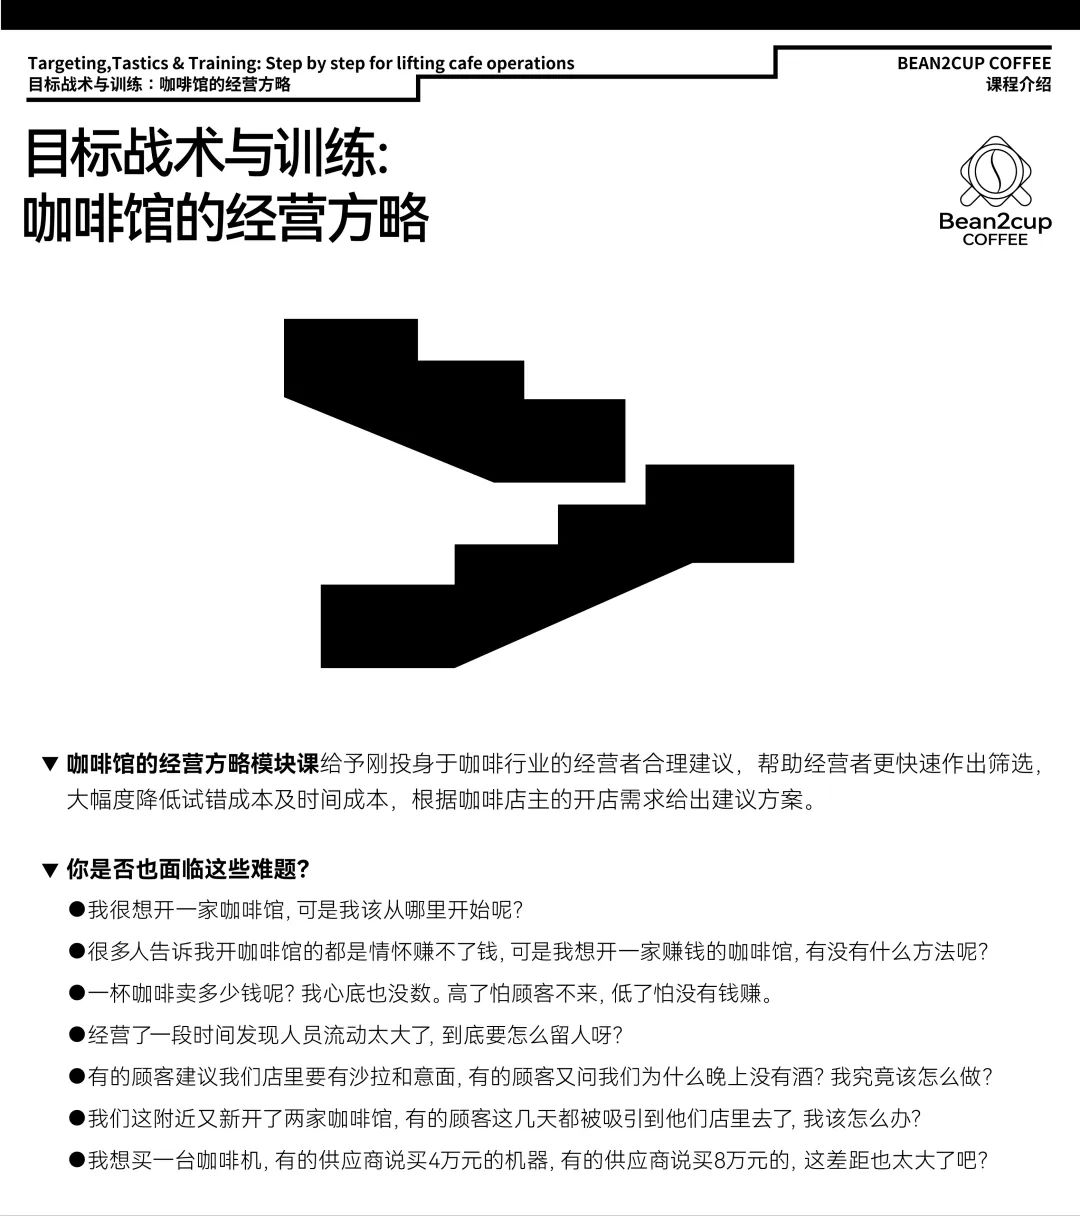 Targeting,Tastics & Training: Step by step for lifting cafe operations
目标战术与训练：咖啡馆的经营方略
BEAN2CUP COFFEE
课程介绍
目标战术与训练:
咖啡馆的经营方略
Bean2cup
COFFEE
▼ 咖啡馆的经营方略模块课给予刚投身于咖啡行业的经营者合理建议，帮助经营者更快速作出筛选，
大幅度降低试错成本及时间成本，根据咖啡店主的开店需求给出建议方案。
▼ 你是否也面临这些难题?
●我很想开一家咖啡馆, 可是我该从哪里开始呢?
●很多人告诉我开咖啡馆的都是情怀赚不了钱, 可是我想开一家赚钱的咖啡馆, 有没有什么方法呢?
●一杯咖啡卖多少钱呢? 我心底也没数。高了怕顾客不来, 低了怕没有钱赚。
●经营了一段时间发现人员流动太大了, 到底要怎么留人呀?
●有的顾客建议我们店里要有沙拉和意面, 有的顾客又问我们为什么晚上没有酒? 我究竟该怎么做?
●我们这附近又新开了两家咖啡馆, 有的顾客这几天都被吸引到他们店里去了, 我该怎么办?
●我想买一台咖啡机, 有的供应商说买4万元的机器, 有的供应商说买8万元的, 这差距也太大了吧?